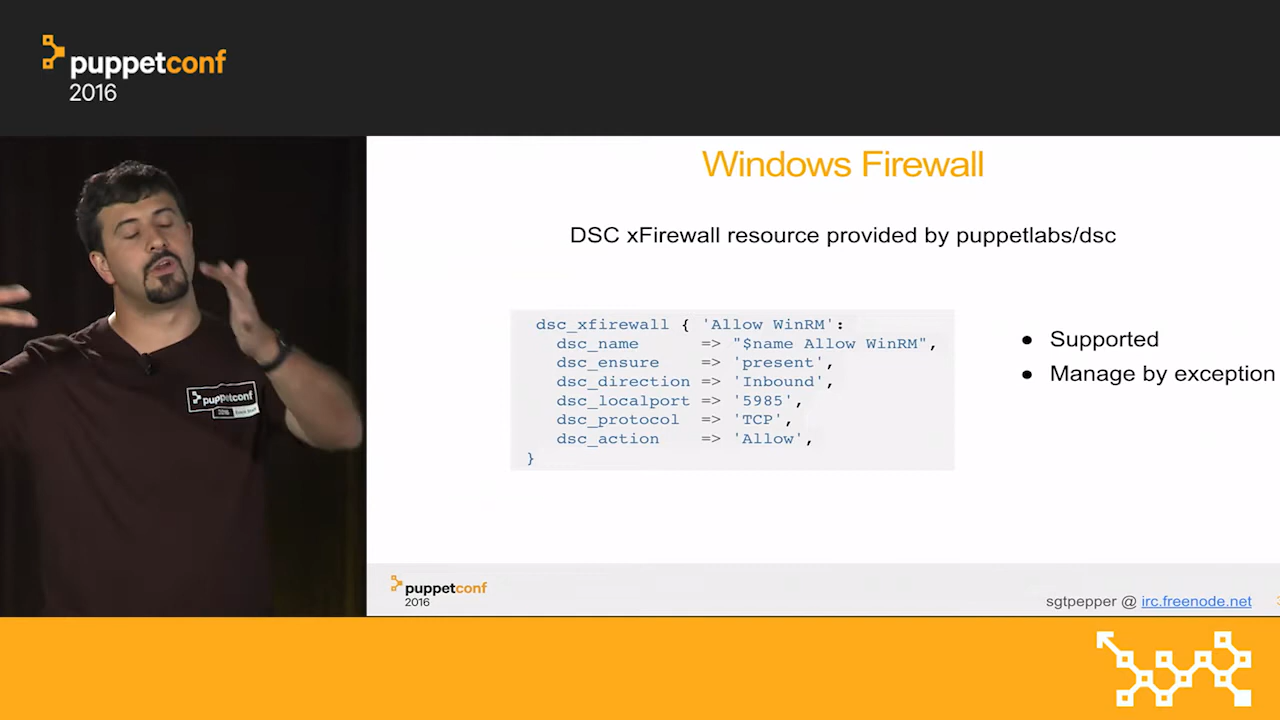 puppetconf
2016
Windows Firewall
DSC xFirewall resource provided by puppetlabs/dsc
dsc_xfirewall { 'Allow WinRM':
dsc_name => "$name Allow WinRM",
dsc_ensure => 'present',
dsc_direction => 'Inbound',
dsc_localport => '5985',
dsc_protocol => 'TCP',
dsc_action => 'Allow',
}
● Supported
● Manage by exception
puppetconf
2016
puppetconf
2016
sgtpepper @ irc.freenode.net